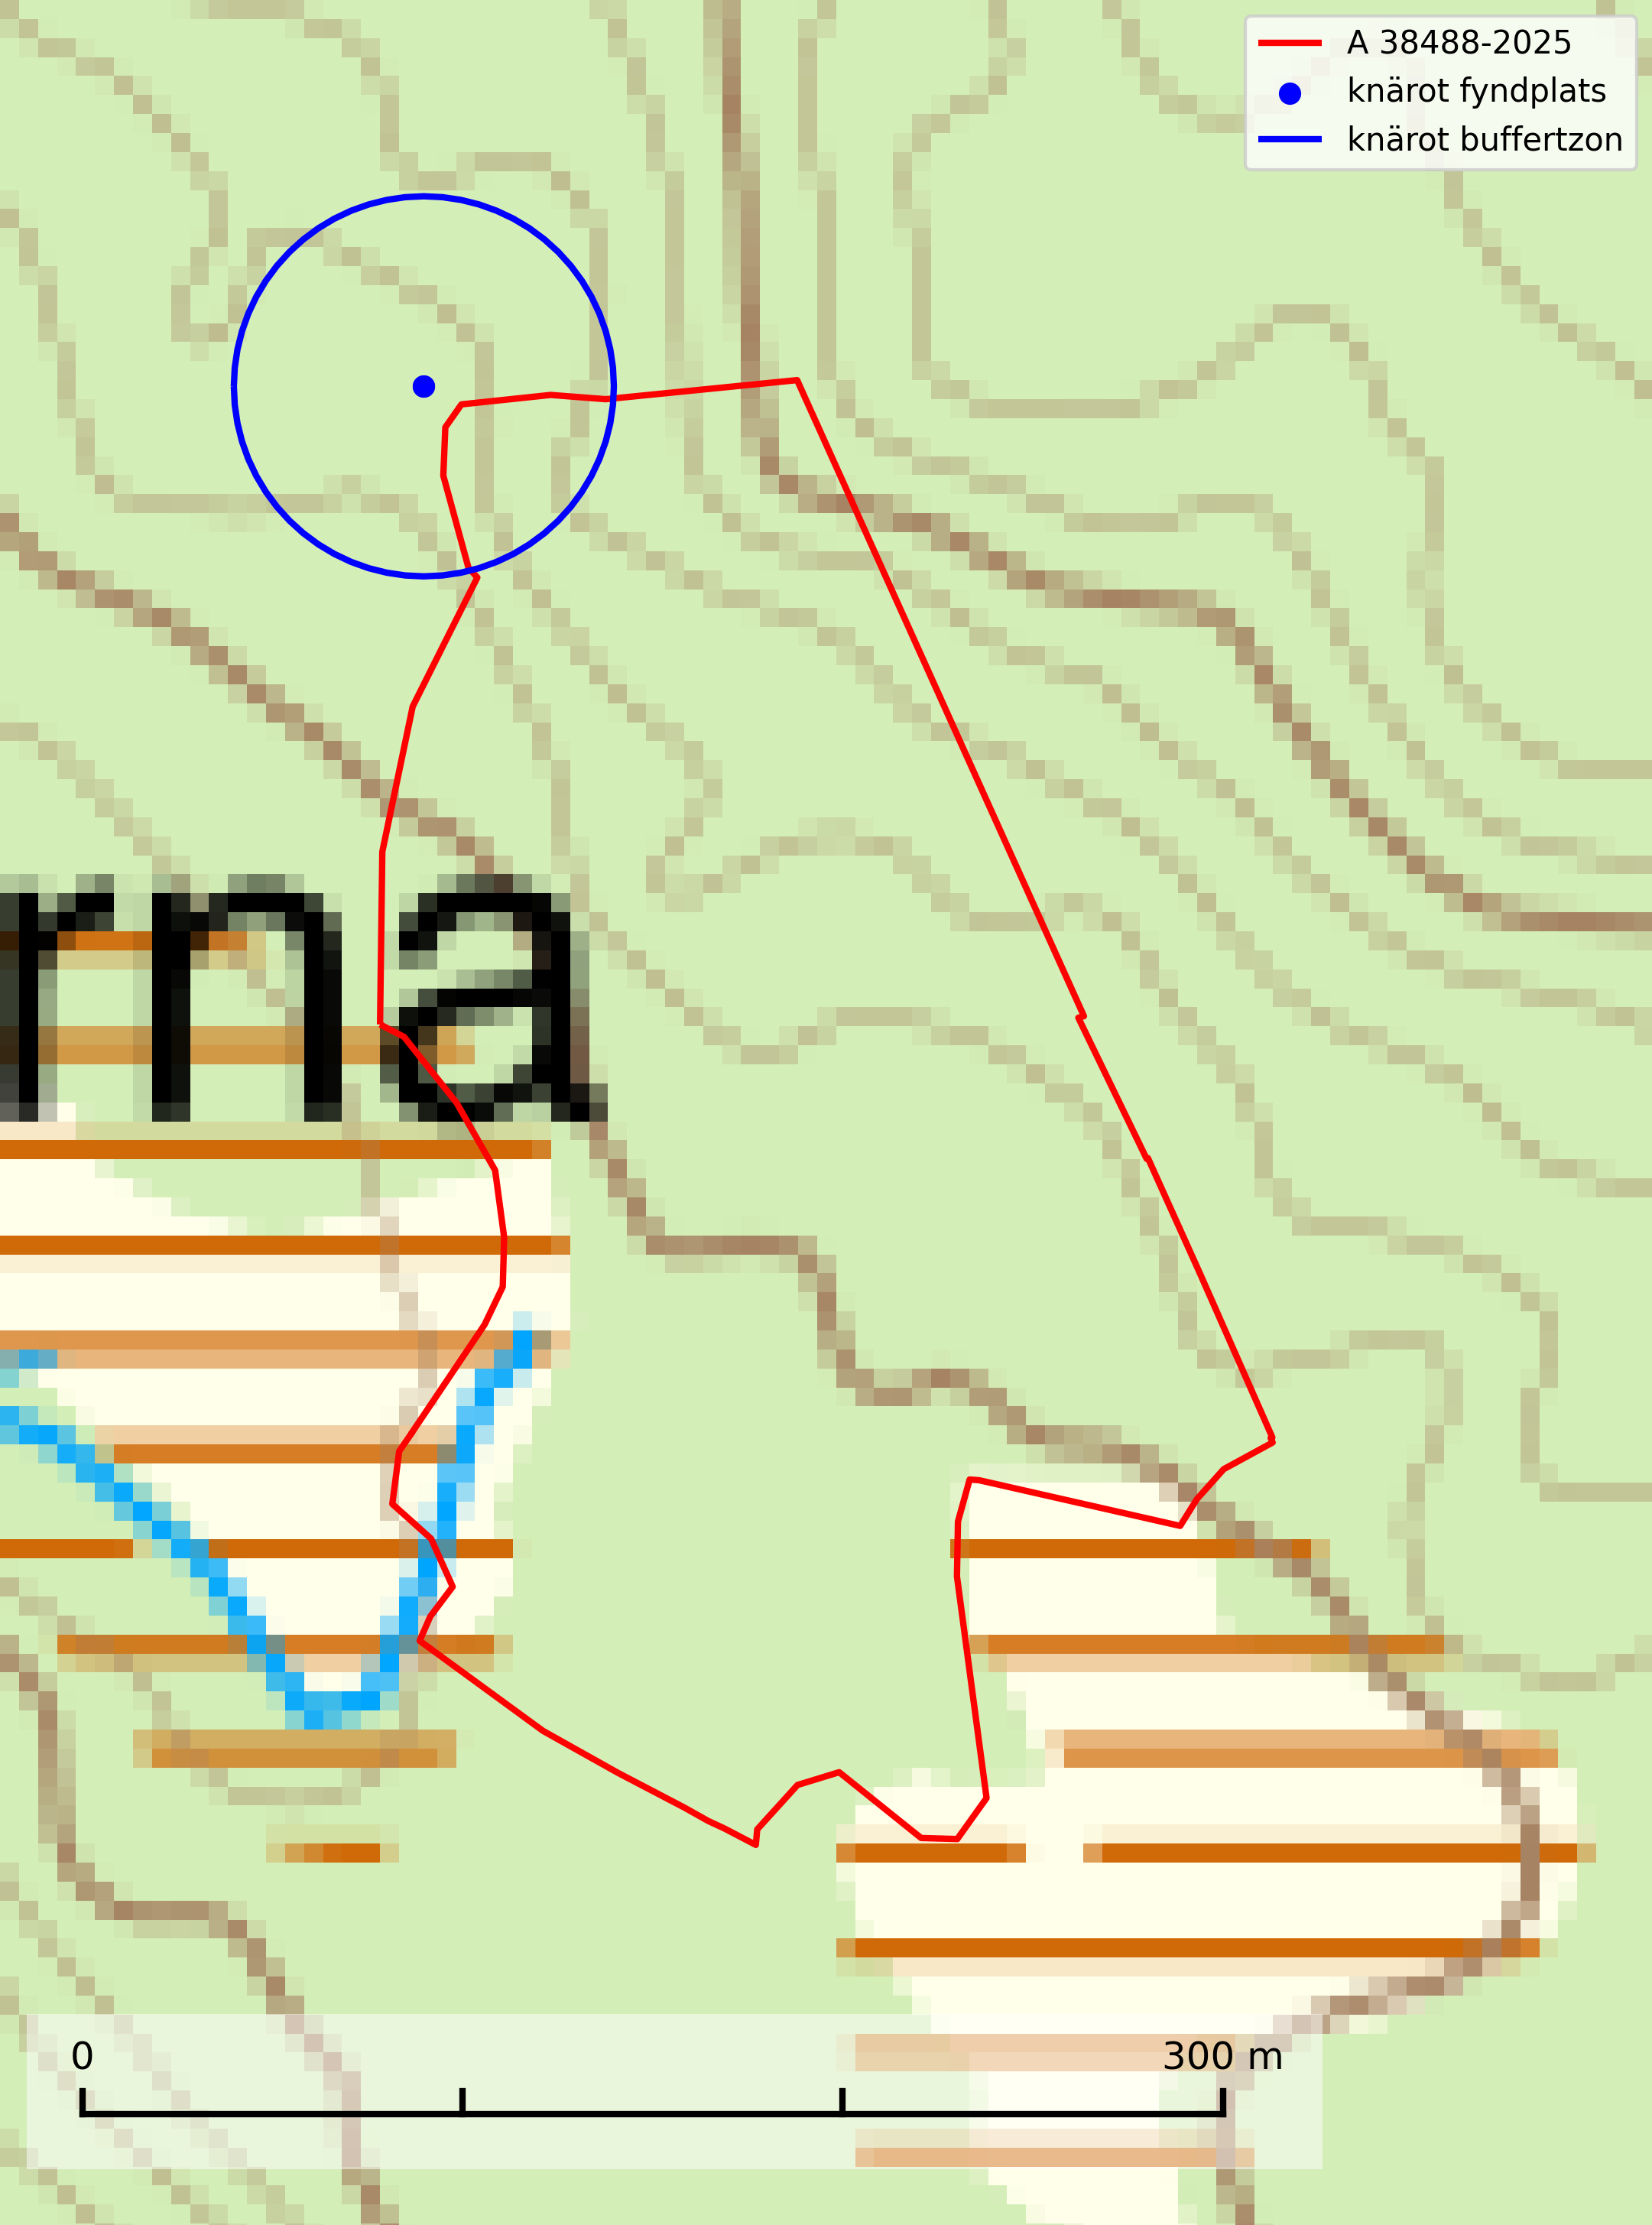 A 38488-2025
knärot fyndplats
knärot buffertzon
rna
0 300 m